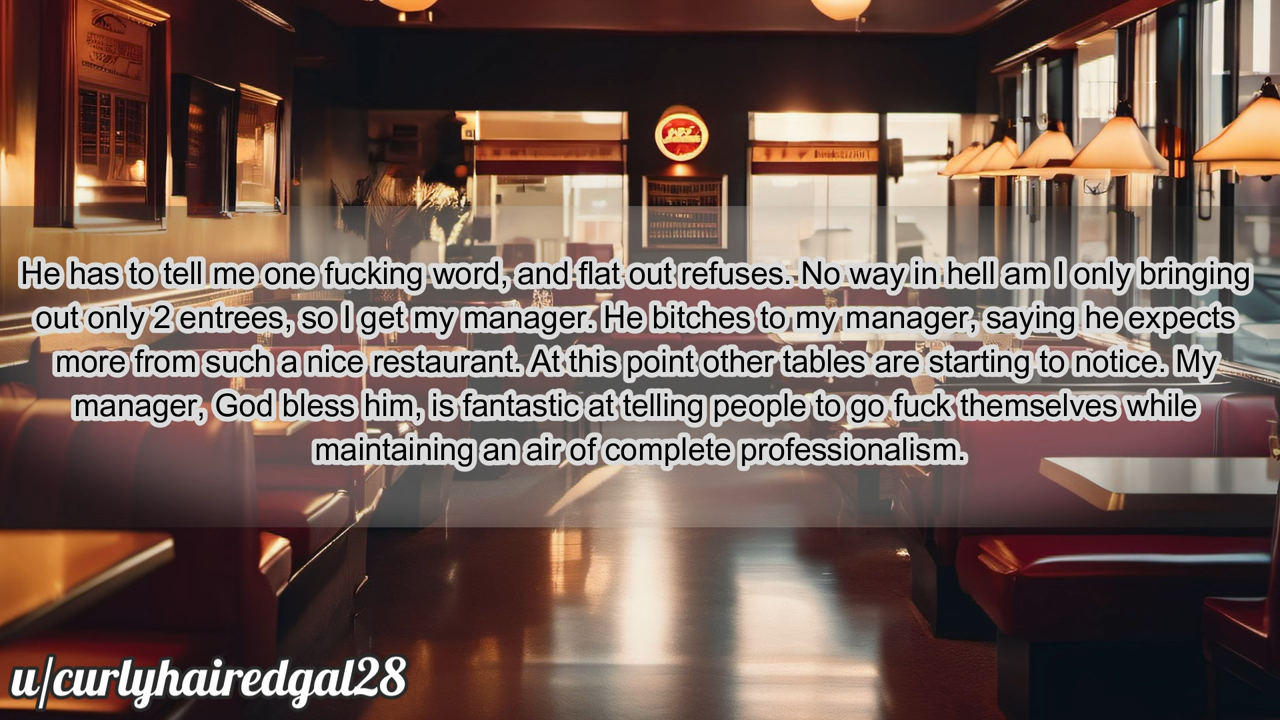 He has to tell me one fucking word, and flat out refuses. No way in hell am I only bringing
out only 2 entrees, so I get my manager. He bitches to my manager, saying he expects
more from such a nice restaurant. At this point other tables are starting to notice. My
manager, God bless him, is fantastic at telling people to go fuck themselves while
maintaining an air of complete professionalism.
u/curlyhairedgal28